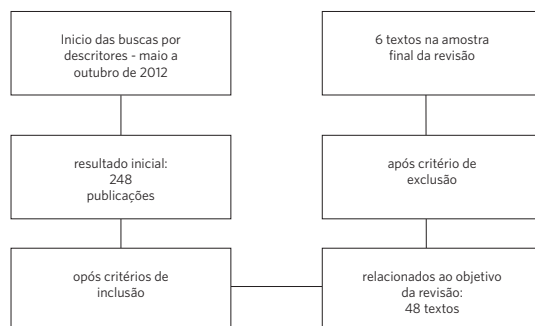 Inicio das buscas por
descritores - maio a
outubro de 2012
resultado inicial:
248
publicações
opós critérios de
inclusão
relacionados ao objetivo
da revisão:
48 textos
após critério de
exclusão
6 textos na amostra
final da revisão